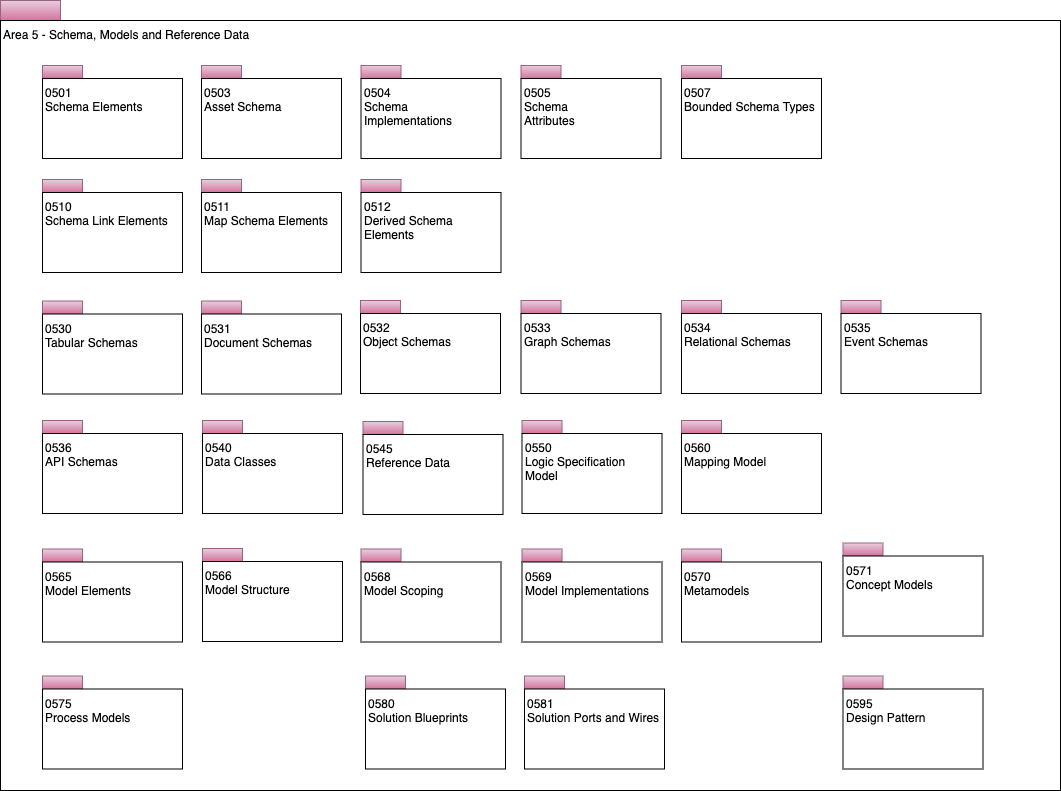 Area 5 - Schema, Models and Reference Data
0501
Schema Elements
0503
Asset Schema
0504
Schema
Implementations
0505
Schema
Attributes
0507
Bounded Schema Types
0510
Schema Link Elements
0511
Map Schema Elements
0512
Derived Schema
Elements
0530
Tabular Schemas
0531
Document Schemas
0532
Object Schemas
0533
Graph Schemas
0534
Relational Schemas
0535
Event Schemas
0536
API Schemas
0540
Data Classes
0545
Reference Data
0550
Logic Specification
Model
0560
Mapping Model
0565
Model Elements
0566
Model Structure
0568
Model Scoping
0569
Model Implementations
0570
Metamodels
0571
Concept Models
0575
Process Models
0580
Solution Blueprints
0581
Solution Ports and Wires
0595
Design Pattern